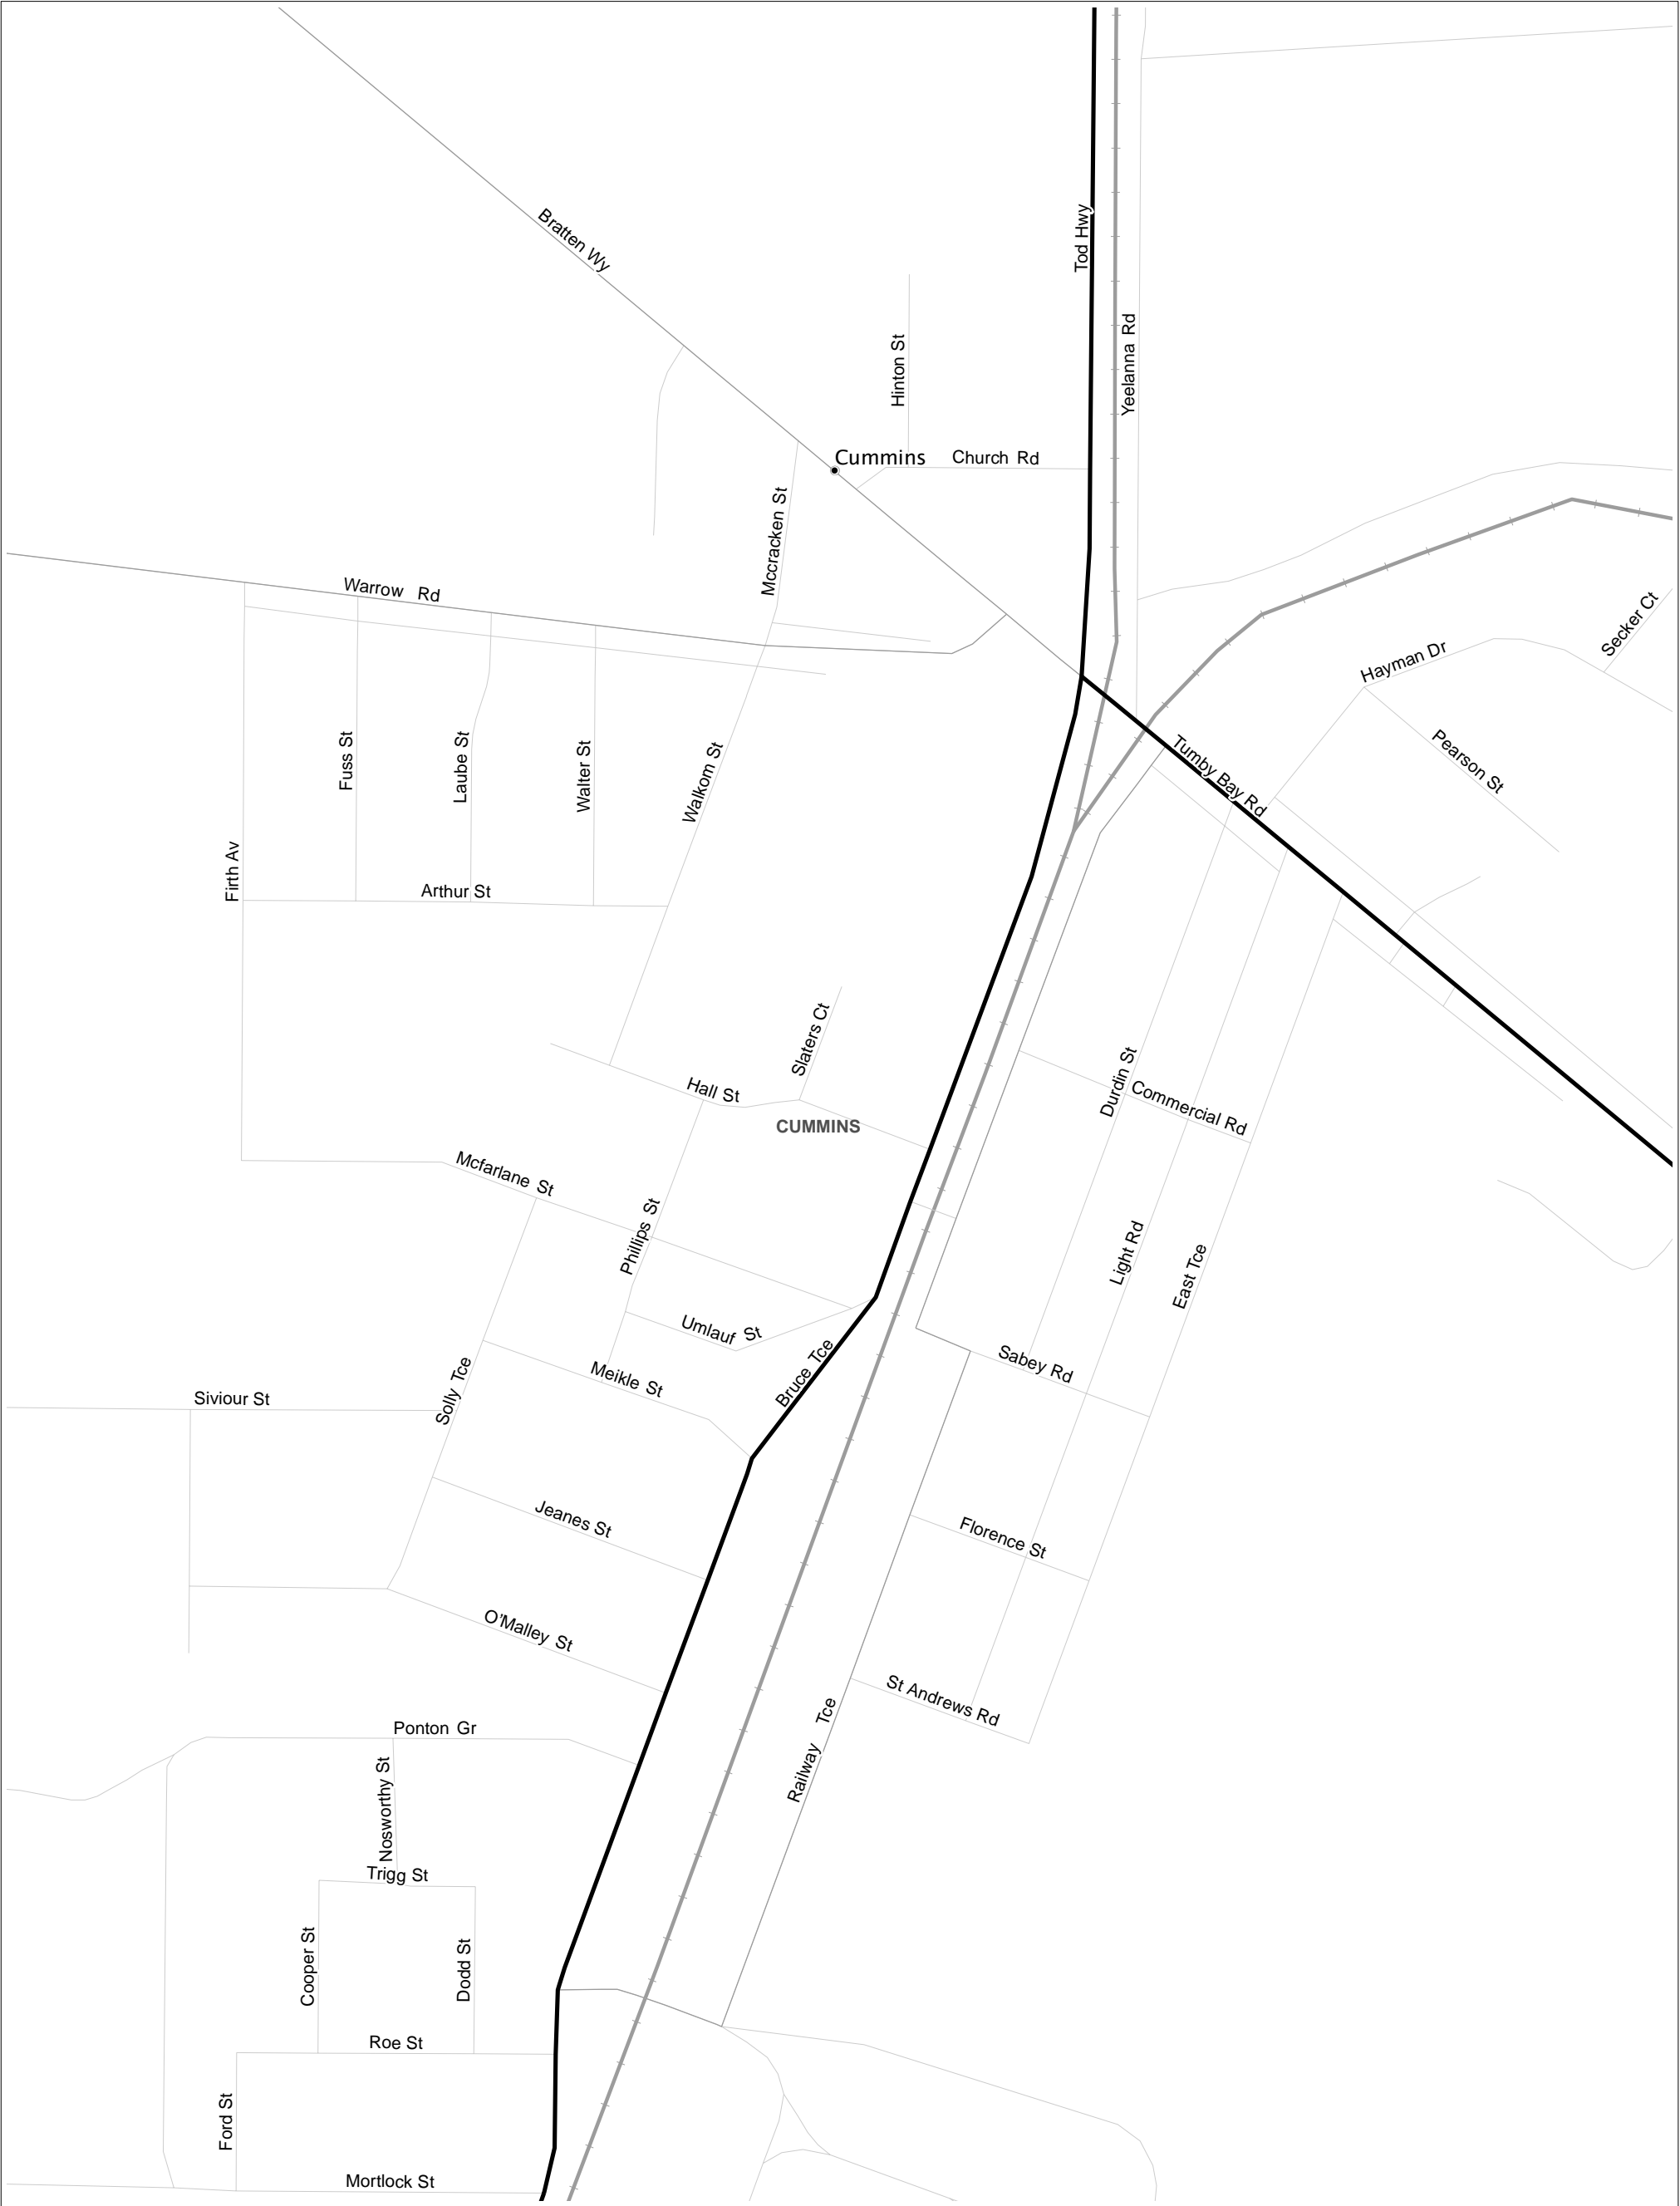 Bratten Wy
Tod Hwy
Yeelanna Rd
Hinton St
Cummins
Church Rd
Mccracken St
Warrow Rd
Secker Ct
Hayman Dr
Pearson St
Tumby Bay Rd
Fuss St
Laube St
Walter St
Walkom St
Firth Av
Arthur St
Slaters Ct
Hall St
CUMMINS
Durdin St
Commercial Rd
Mcfarlane St
Phillips St
Light Rd
East Tce
Umlauf St
Bruce Tce
Sabey Rd
Meikle St
Solly Tce
Siviour St
Jeanes St
Florence St
O'Malley St
St Andrews Rd
Railway Tce
Ponton Gr
Nosworthy St
Trigg St
Cooper St
Dodd St
Roe St
Ford St
Mortlock St